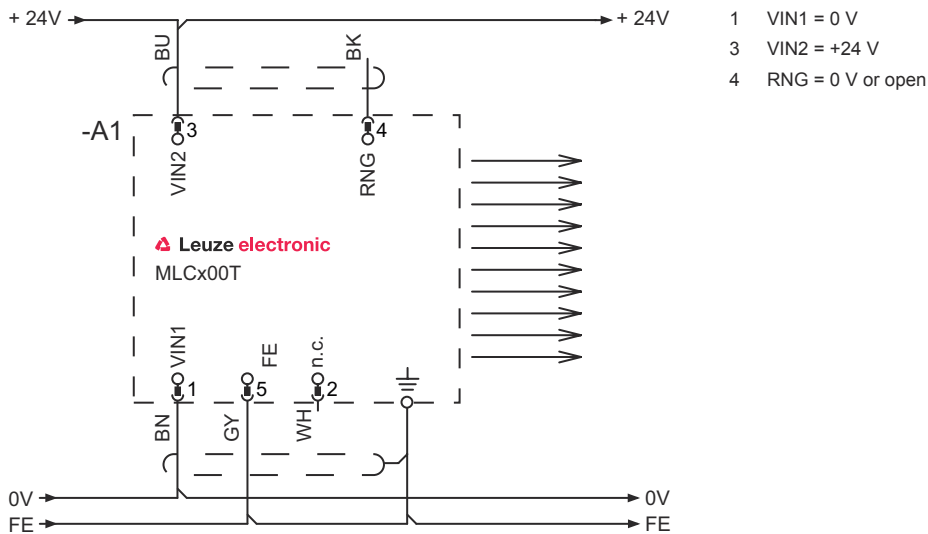 + 24V
+ 24V
1 VIN1 = 0 V
3 VIN2 = +24 V
4 RNG = 0 V or open
BU
BK
-A1
3
4
VIN2
RNG
Leuze electronic
MLCx00T
VIN1
FE
n.c.
1
5
2
BN
GY
WH
0V
0V
FE
FE